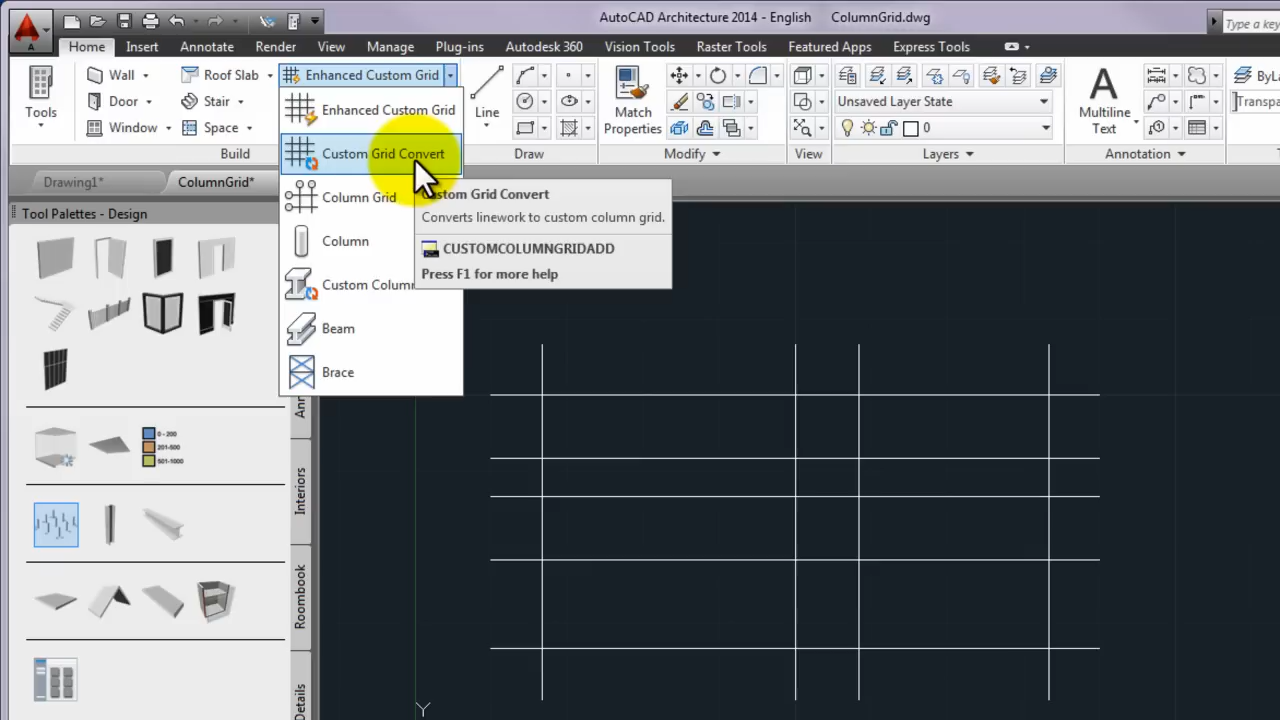 AutoCAD Architecture 2014 - English ColumnGrid.dwg
Type a key
A
Home Insert Annotate Render View Manage Plug-ins Autodesk 360 Vision Tools Raster Tools Featured Apps Express Tools
Tools
Wall Roof Slab Enhanced Custom Grid
Door Stair
Window Space
Build
Enhanced Custom Grid
Custom Grid Convert
Column Grid
Column
Custom Column
Beam
Brace
Line
Draw
Match
Properties
Modify
Unsaved Layer State
0
Layers
A
Multiline
Text
Annotation
ByL
Transpa
Drawing1* ColumnGrid*
Custom Grid Convert
Converts linework to custom column grid.
CUSTOMCOLUMNGRIDADD
Press F1 for more help
Tool Palettes - Design
0 - 200
201-500
501-1000
Interiors
Roombook
Details
Y